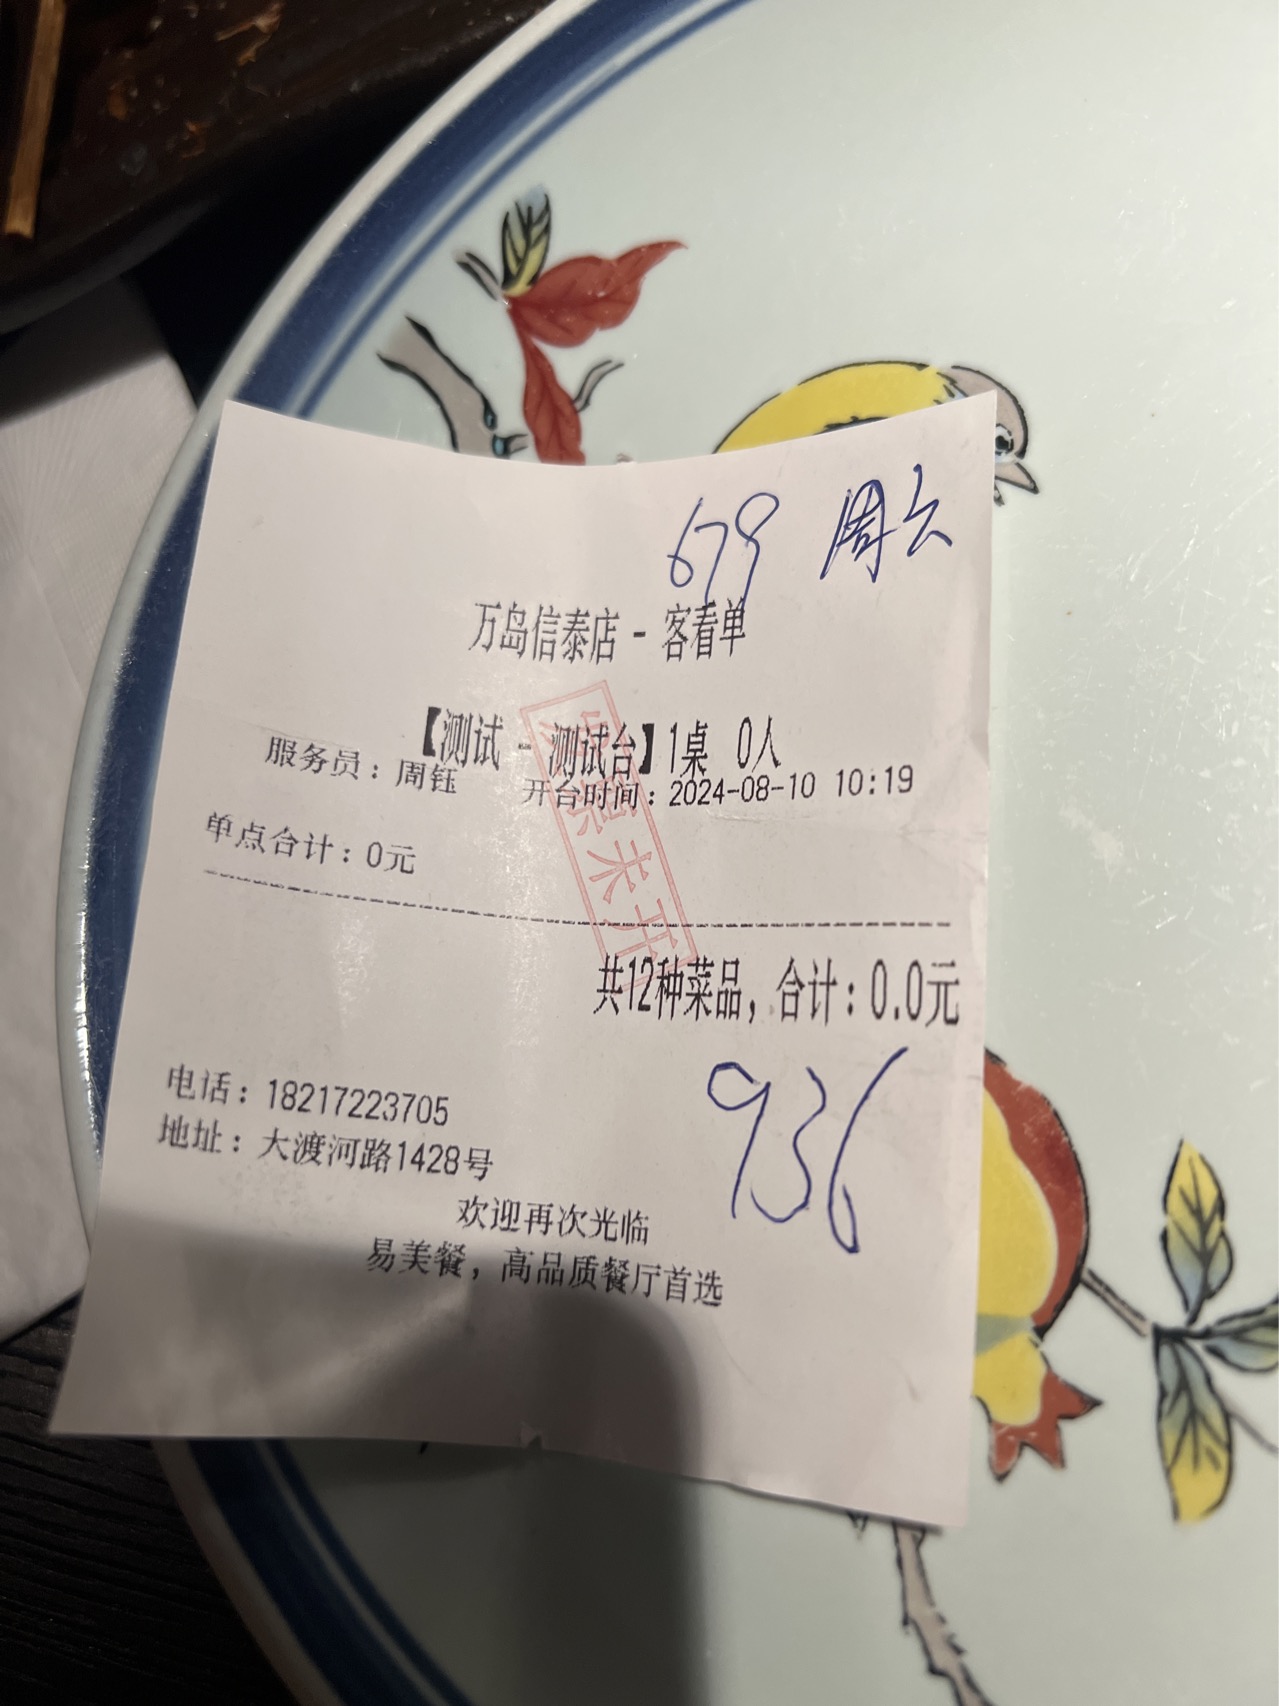 679 周六
万岛信泰店 - 客看单
【测试 - 测试台】1桌 0人
服务员：周钰 开台时间：2024-08-10 10:19
单点合计：0元
发票未开
共12种菜品，合计：0.0元
936
电话：18217223705
地址：大渡河路1428号
欢迎再次光临
易美餐，高品质餐厅首选